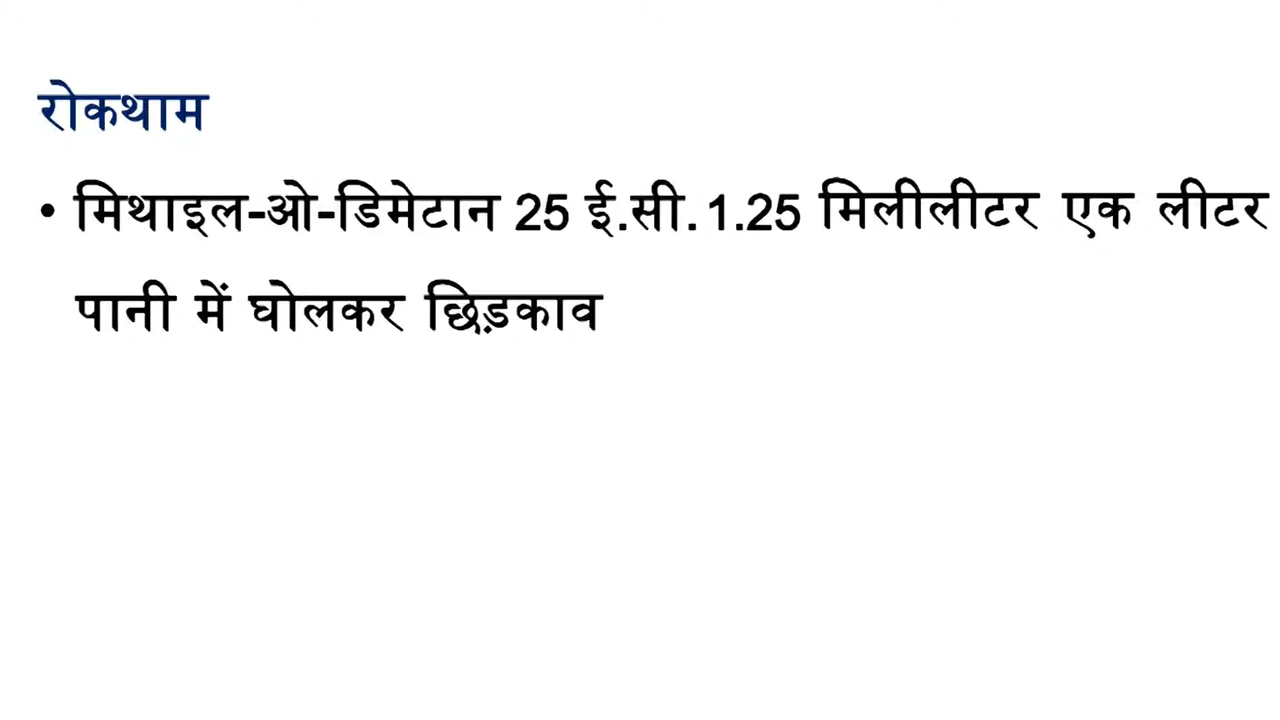 रोकथाम
• मिथाइल-ओ-डिमेटान 25 ई.सी. 1.25 मिलीलीटर एक लीटर
पानी में घोलकर छिड़काव